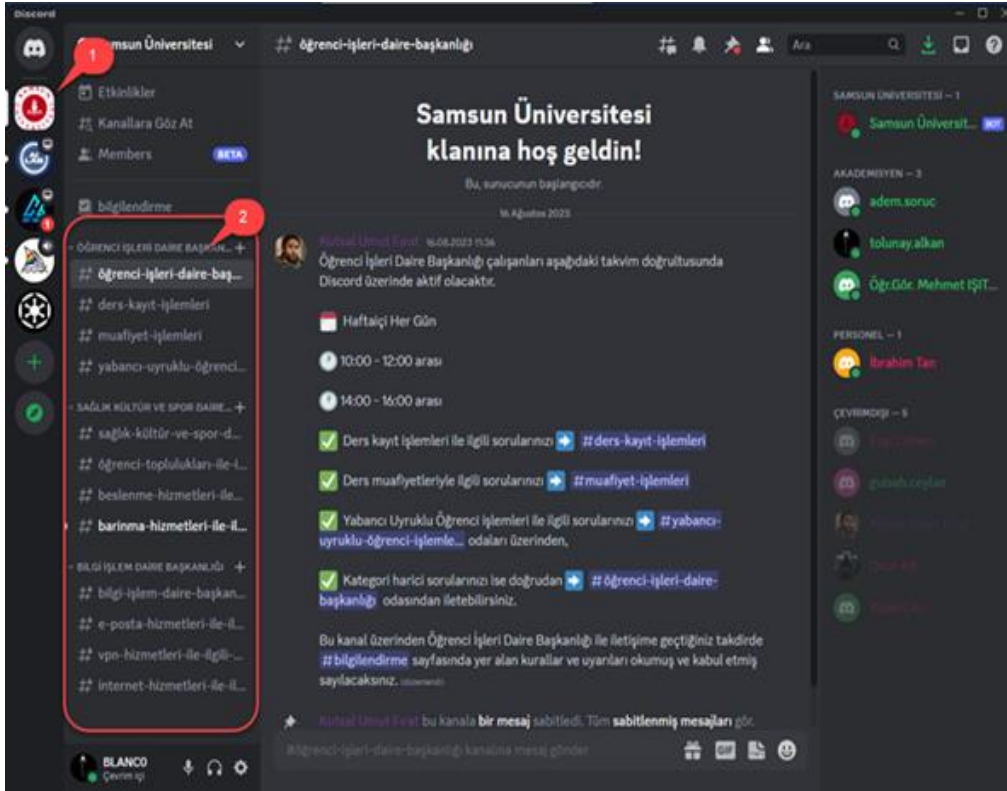 Discord
1
msun Üniversitesi
# öğrenci-işleri-daire-başkanlığı
Ara
Etkinlikler
Kanallara Göz At
Members BETA
bilgilendirme
2
ÖĞRENCİ İŞLERİ DAİRE BAŞKAN...
öğrenci-işleri-daire-baş...
ders-kayıt-işlemleri
muafiyet-işlemleri
yabancı-uyruklu-öğrenci...
SAĞLIK KÜLTÜR VE SPOR DAİRE...
sağlık-kültür-ve-spor-d...
öğrenci-toplulukları-ile-i...
beslenme-hizmetleri-ile...
barinma-hizmetleri-ile-il...
BİLGİ İŞLEM DAİRE BAŞKANLIĞI
bilgi-işlem-daire-başkan...
e-posta-hizmetleri-ile-il...
vpn-hizmetleri-ile-ilgili-...
internet-hizmetleri-ile-il...
BLANCO
Çevrim içi
Samsun Üniversitesi
klanına hoş geldin!
Bu, sunucunun başlangıcıdır.
16 Ağustos 2023
Kutsal Umut Fırat 16.08.2023 11:36
Öğrenci İşleri Daire Başkanlığı çalışanları aşağıdaki takvim doğrultusunda
Discord üzerinde aktif olacaktır.
Haftaiçi Her Gün
10:00 - 12:00 arası
14:00 - 16:00 arası
Ders kayıt işlemleri ile ilgili sorularınızı #ders-kayıt-işlemleri
Ders muafiyetleriyle ilgili sorularınızı #muafiyet-işlemleri
Yabancı Uyruklu Öğrenci işlemleri ile ilgili sorularınızı #yabancı-
uyruklu-öğrenci-işlemle... odaları üzerinden,
Kategori harici sorularınızı ise doğrudan #öğrenci-işleri-daire-
başkanlığı odasından iletebilirsiniz.
Bu kanal üzerinden Öğrenci İşleri Daire Başkanlığı ile iletişime geçtiğiniz takdirde
#bilgilendirme sayfasında yer alan kurallar ve uyarıları okumuş ve kabul etmiş
sayılacaksınız. (düzenlendi)
Kutsal Umut Fırat bu kanala bir mesaj sabitledi. Tüm sabitlenmiş mesajları gör.
#öğrenci-işleri-daire-başkanlığı kanalına mesaj gönder
GIF
SAMSUN ÜNİVERSİTESİ — 1
Samsun Üniversit... BOT
AKADEMİSYEN — 3
adem.soruc
tolunay.alkan
Öğr.Gör. Mehmet IŞIT...
PERSONEL — 1
İbrahim Tan
ÇEVRİMDIŞI — 5
gubah.ceylan